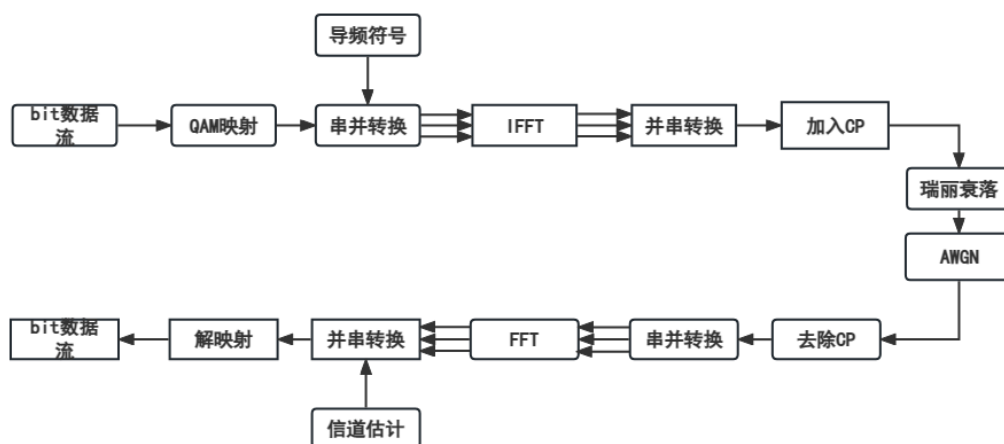 导频符号
bit数据
流
QAM映射
串并转换
IFFT
并串转换
加入CP
瑞丽衰落
AWGN
bit数据
流
解映射
并串转换
FFT
串并转换
去除CP
信道估计